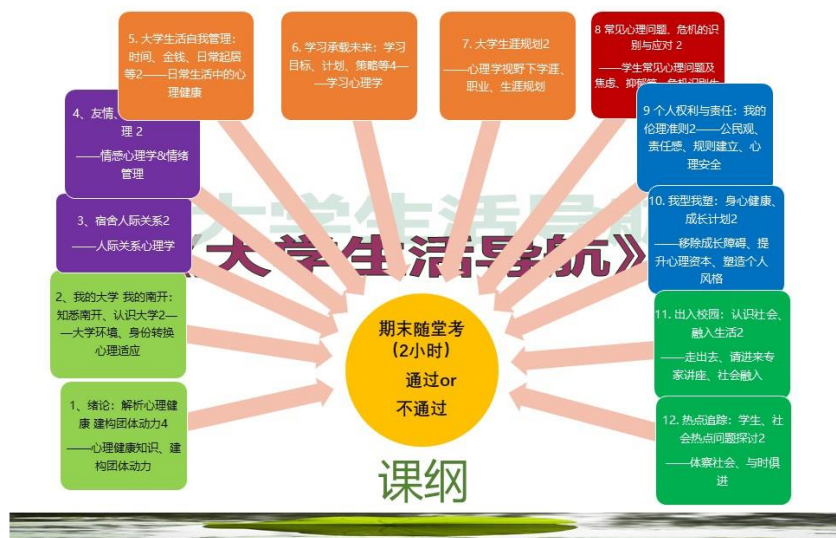 5. 大学生活自我管理:
时间、金钱、日常起居
等2——日常生活中的心
理健康
6. 学习承载未来：学习
目标、计划、策略等4—
—学习心理学
7. 大学生涯规划2
——心理学视野下学涯、
职业、生涯规划
8 常见心理问题、危机的识
别与应对 2
——学生常见心理问题及
焦虑、抑郁等、危机识别
4、友情、
理 2
——情感心理学&情绪
管理
9 个人权利与责任：我的
伦理准则2——公民观、
责任感、规则建立、心
理安全
3、宿舍人际关系2
——人际关系心理学
10. 我型我塑：身心健康、
成长计划2
——移除成长障碍、提
升心理资本、塑造个人
风格
大学生活导航
《大学生活导航》
2、我的大学 我的南开：
知悉南开、认识大学2—
—大学环境、身份转换
心理适应
11. 出入校园：认识社会、
融入生活2
——走出去、请进来专
家讲座、社会融入
期末随堂考
(2小时)
通过or
不通过
1、绪论：解析心理健
康 建构团体动力4
——心理健康知识、建
构团体动力
12. 热点追踪：学生、社
会热点问题探讨2
——体察社会、与时俱
进
课纲